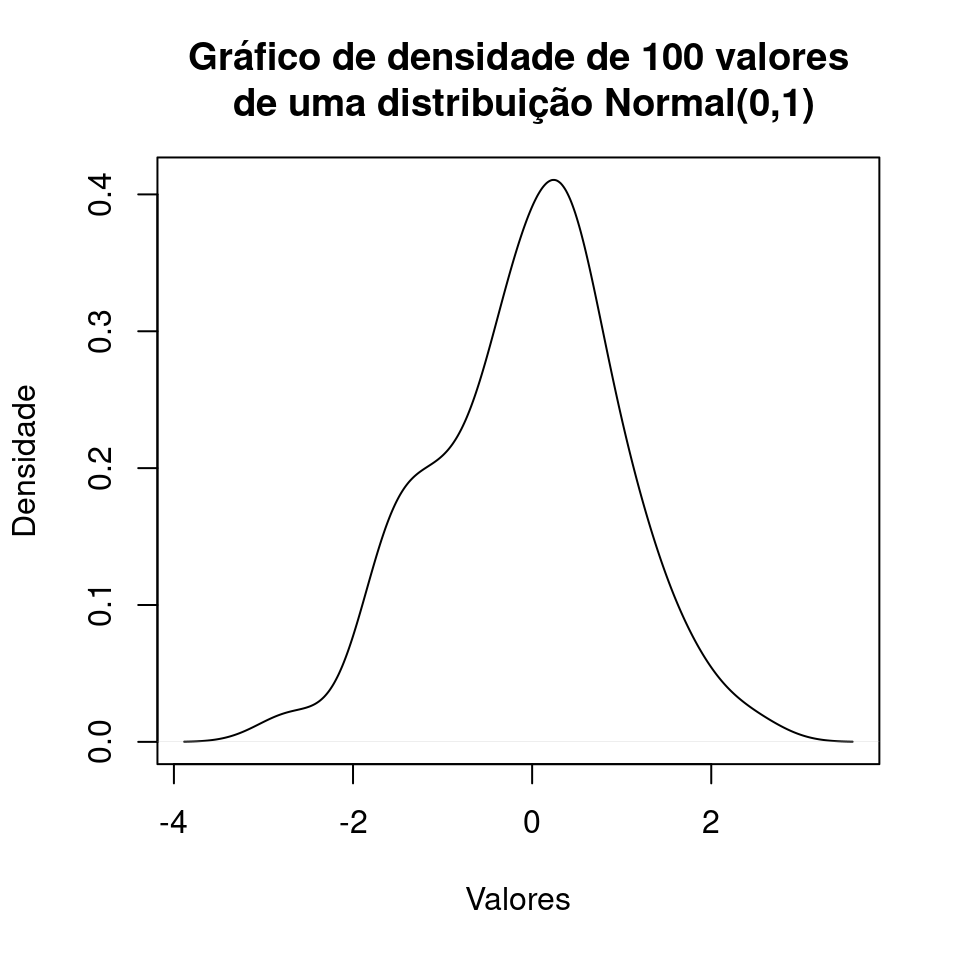 Gráfico de densidade de 100 valores
de uma distribuição Normal(0,1)
Densidade
0.4
0.3
0.2
0.1
0.0
-4 -2 0 2
Valores